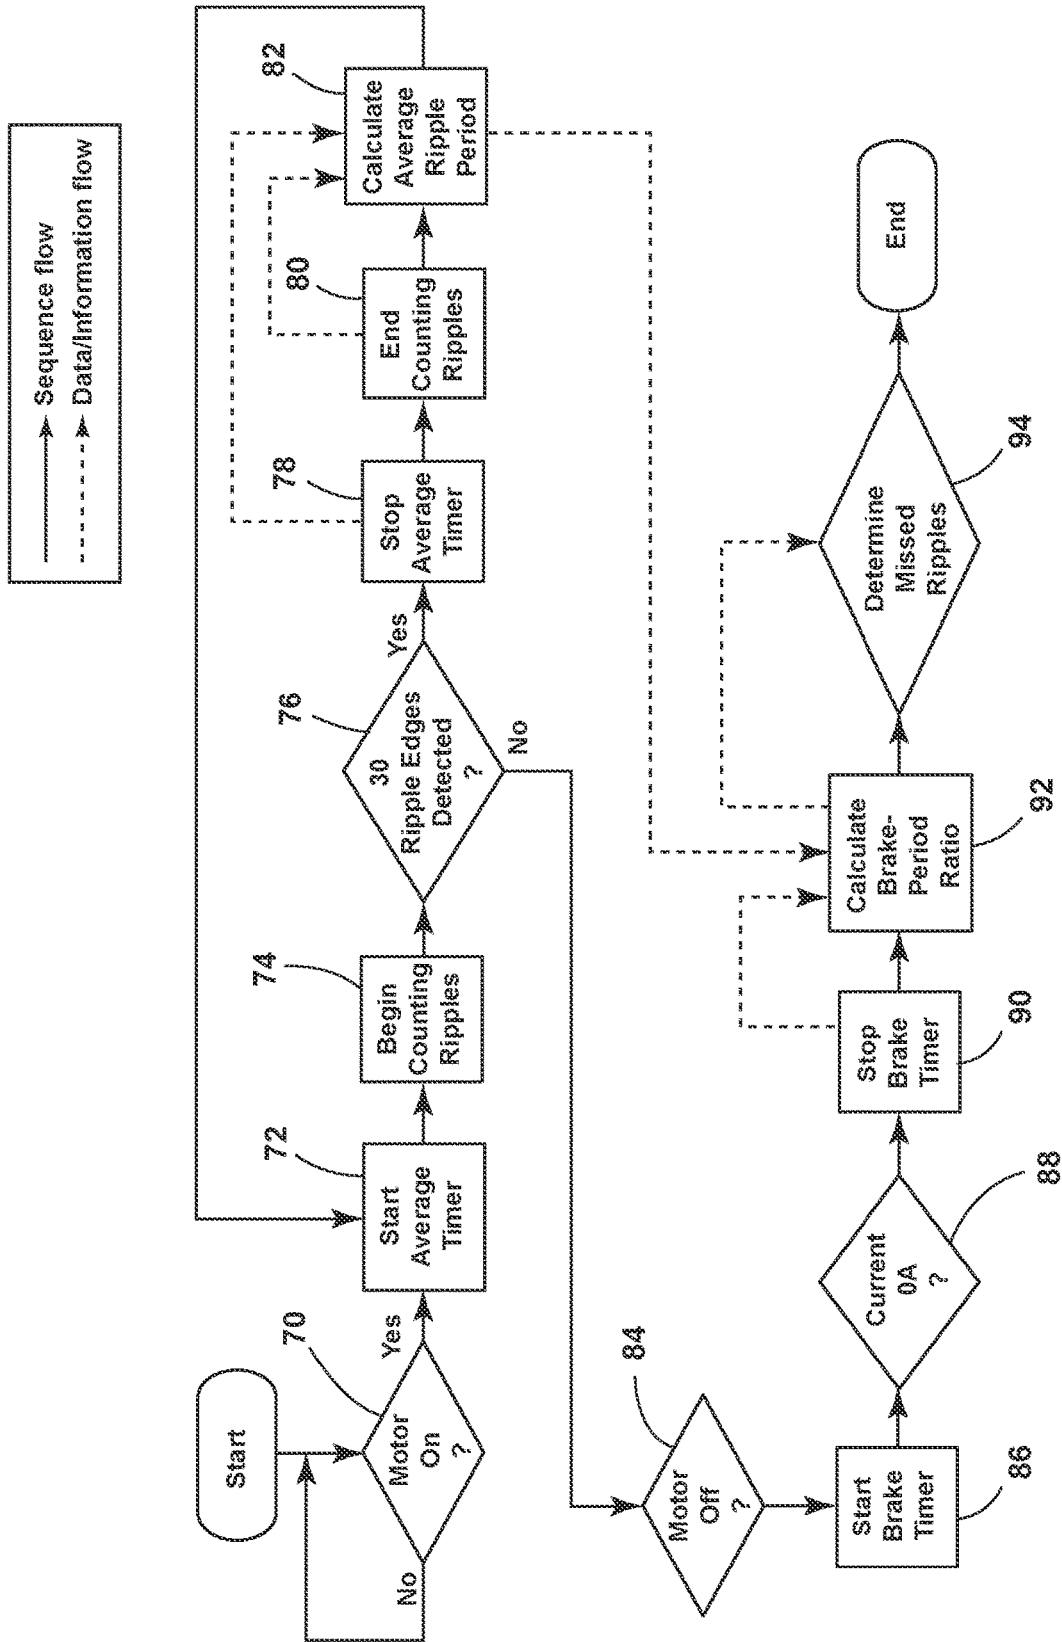 Sequence flow
Data/Information flow
Start
70
Motor
On
?
No
Yes
72
Start
Average
Timer
74
Begin
Counting
Ripples
76
30
Ripple Edges
Detected
?
Yes
No
78
Stop
Average
Timer
80
End
Counting
Ripples
82
Calculate
Average
Ripple
Period
84
Motor
Off
?
86
Start
Brake
Timer
88
Current
0A
?
90
Stop
Brake
Timer
92
Calculate
Brake-
Period
Ratio
94
Determine
Missed
Ripples
End